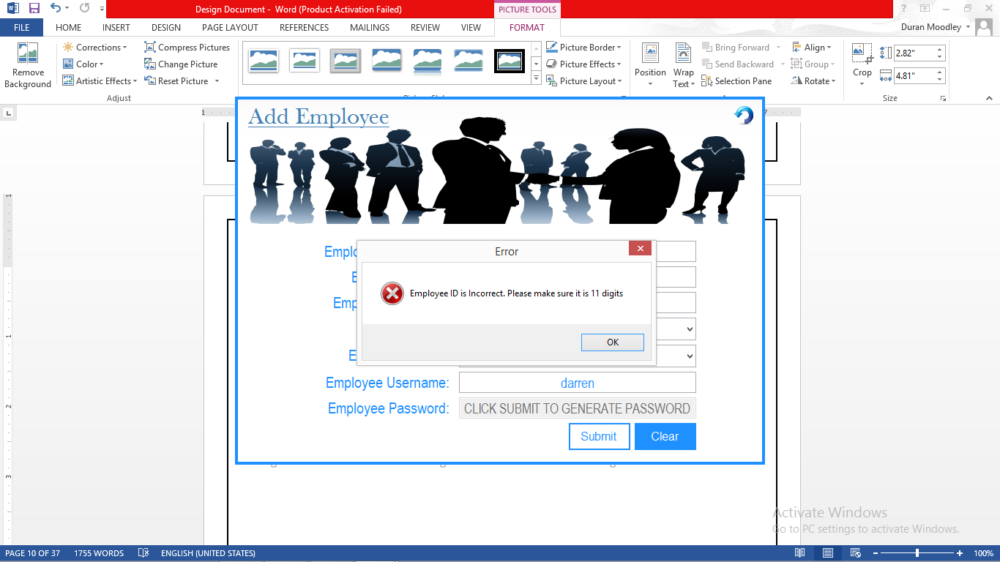 Design Document - Word (Product Activation Failed)
PICTURE TOOLS
FILE
HOME
INSERT
DESIGN
PAGE LAYOUT
REFERENCES
MAILINGS
REVIEW
VIEW
FORMAT
Duran Moodley
Remove
Background
Corrections
Color
Artistic Effects
Compress Pictures
Change Picture
Reset Picture
Adjust
Picture Border
Picture Effects
Picture Layout
Position
Wrap
Text
Bring Forward
Send Backward
Selection Pane
Align
Group
Rotate
Crop
2.82"
4.81"
Size
Add Employee
Error
Employee ID is Incorrect. Please make sure it is 11 digits
OK
Employee Username:
darren
Employee Password:
CLICK SUBMIT TO GENERATE PASSWORD
Submit
Clear
Activate Windows
Go to PC settings to activate Windows.
PAGE 10 OF 37
1755 WORDS
ENGLISH (UNITED STATES)
100%